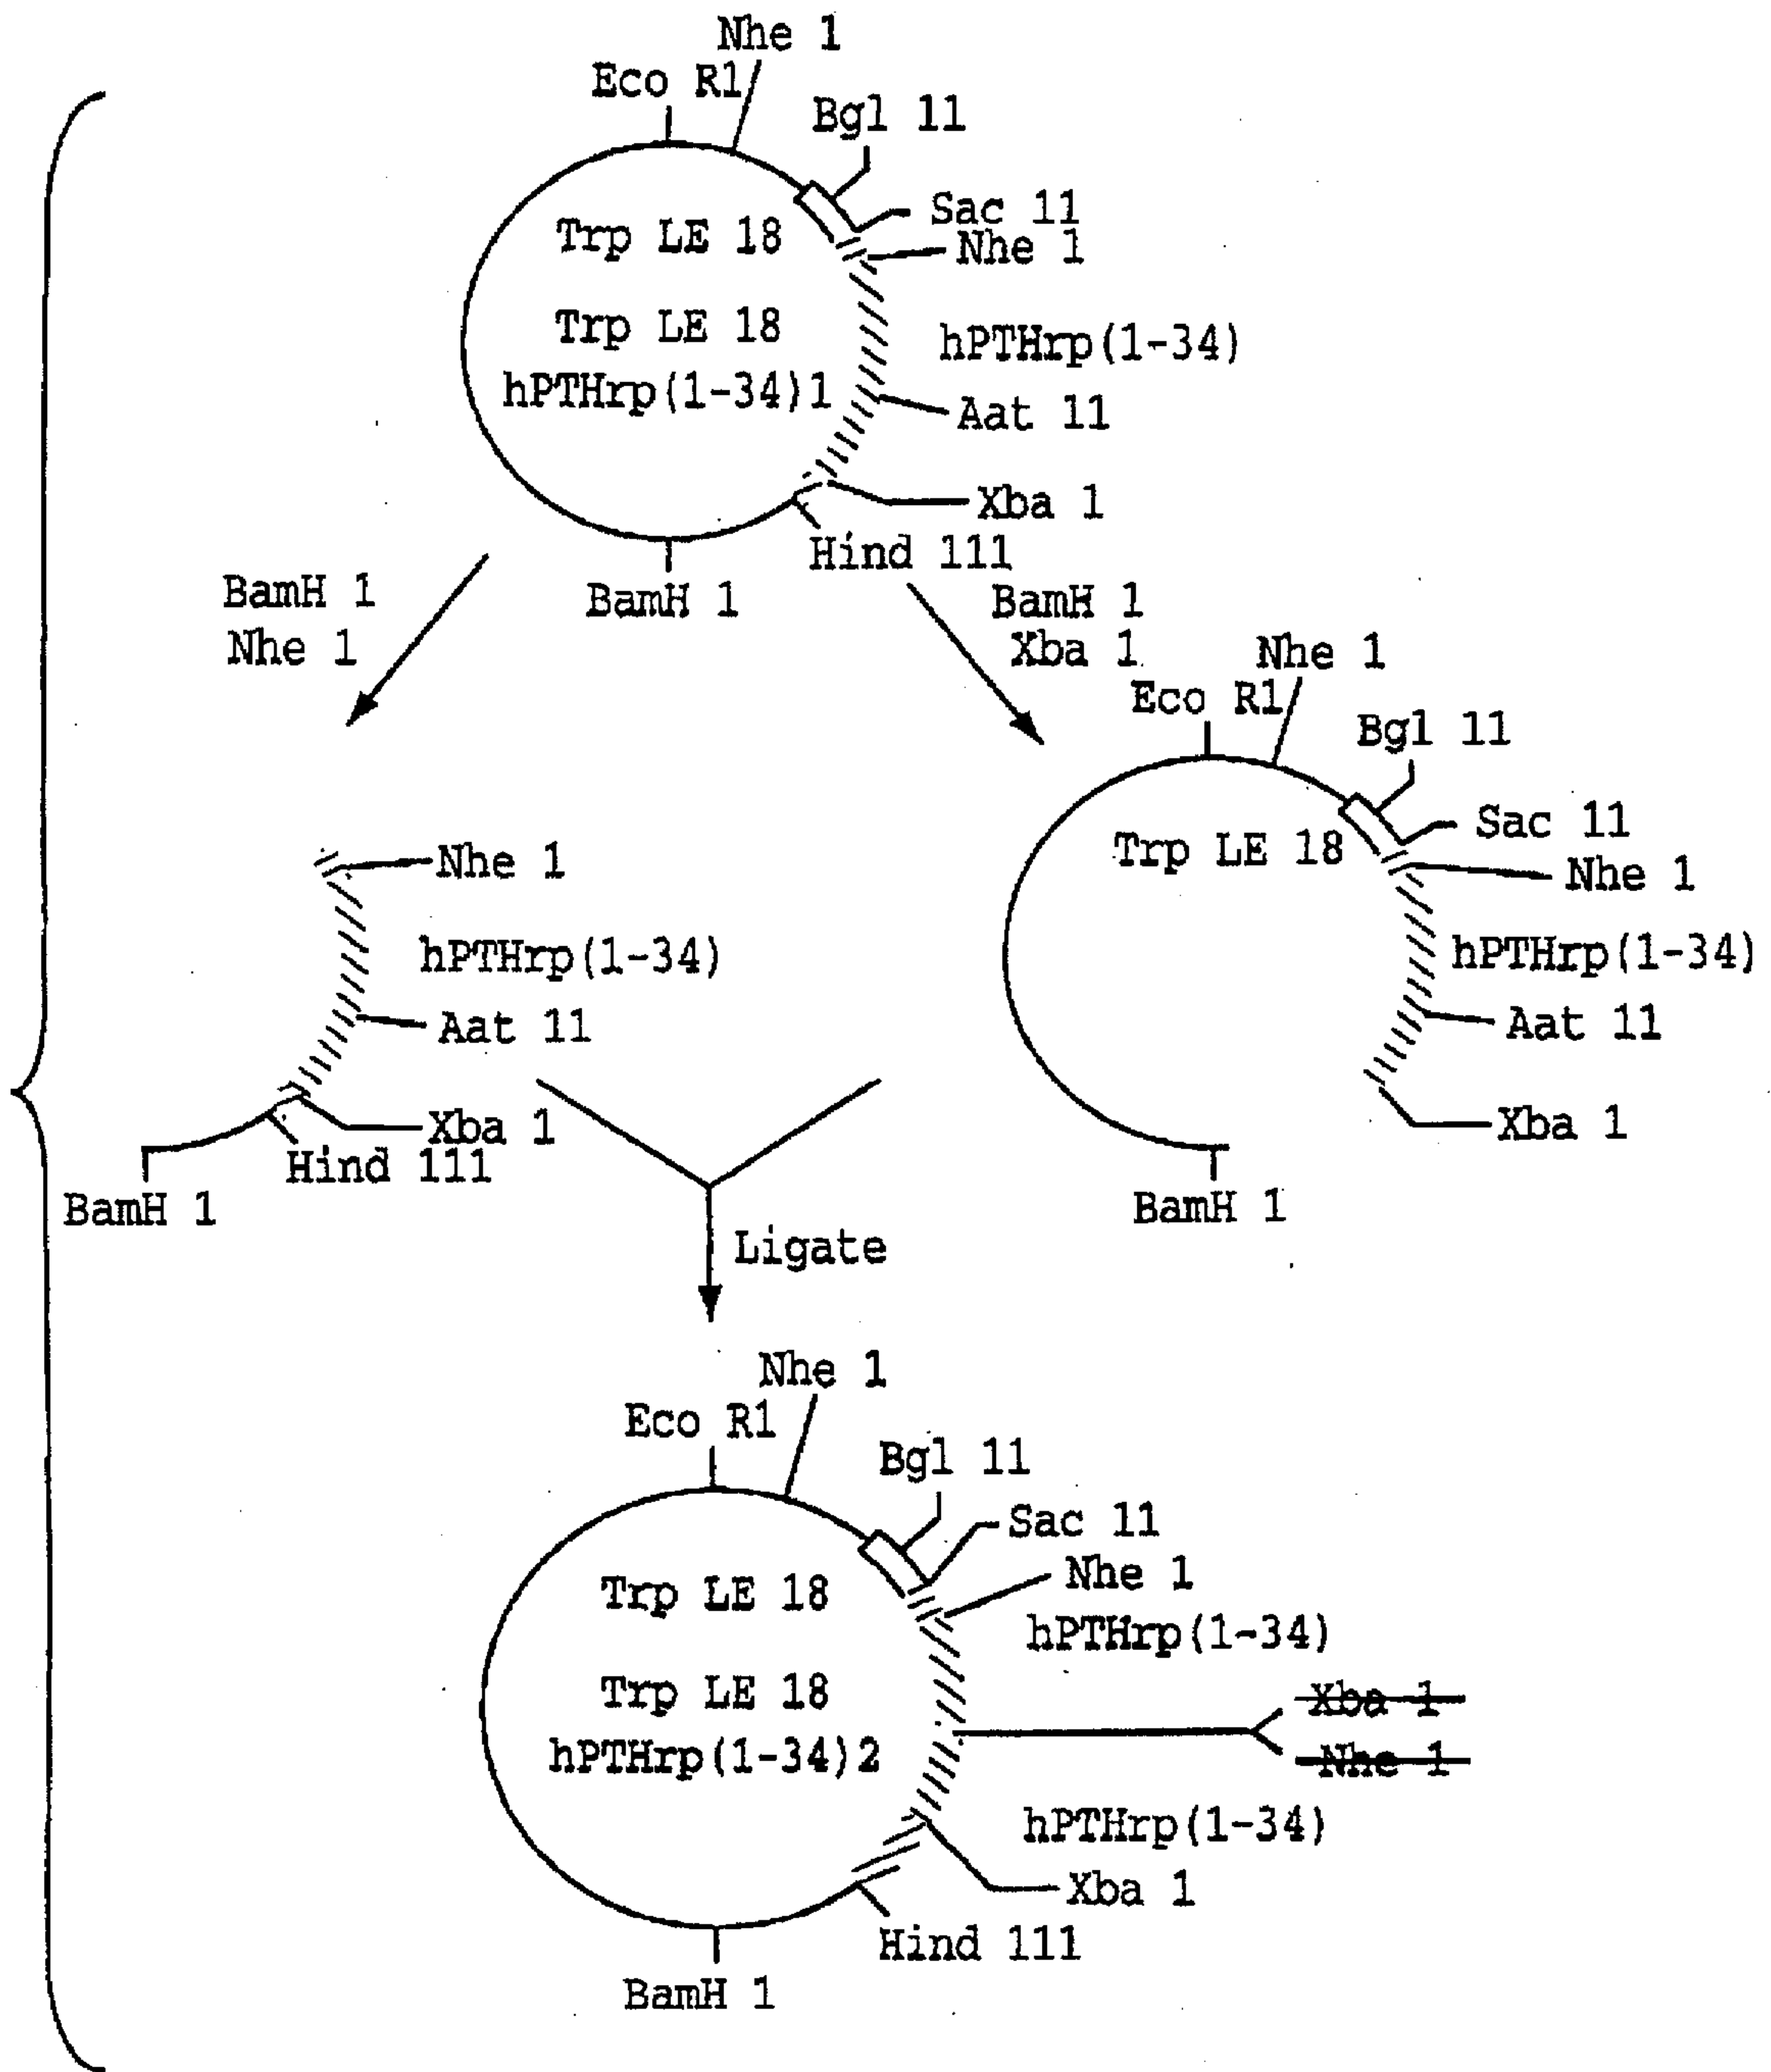 Nhe 1
Eco R1
Bgl 11
Sac 11
Trp LE 18
Nhe 1
Trp LE 18
hPTHrp(1-34)
hPTHrp(1-34)1
Aat 11
Xba 1
Hind 111
BamH 1
BamH 1
Nhe 1
BamH 1
Xba 1
Nhe 1
Eco R1
Bgl 11
Sac 11
Trp LE 18
Nhe 1
hPTHrp(1-34)
Aat 11
Xba 1
BamH 1
Nhe 1
hPTHrp(1-34)
Aat 11
Xba 1
Hind 111
BamH 1
Ligate
Nhe 1
Eco R1
Bgl 11
Sac 11
Nhe 1
Trp LE 18
hPTHrp(1-34)
Trp LE 18
Xba 1
hPTHrp(1-34)2
Nhe 1
hPTHrp(1-34)
Xba 1
Hind 111
BamH 1